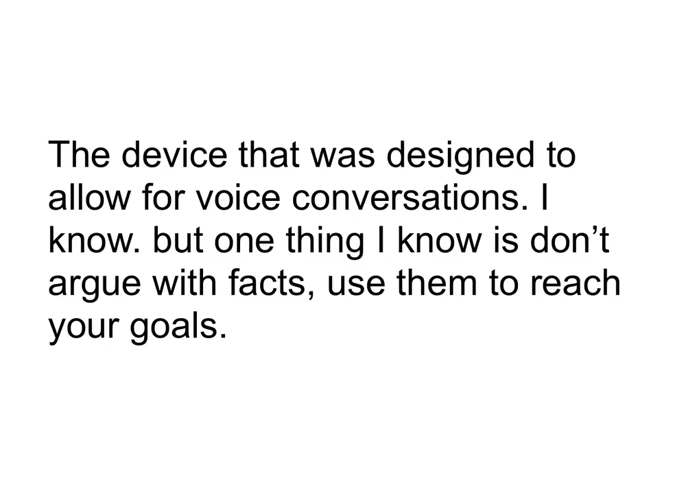 The device that was designed to
allow for voice conversations. I
know. but one thing I know is don’t
argue with facts, use them to reach
your goals.